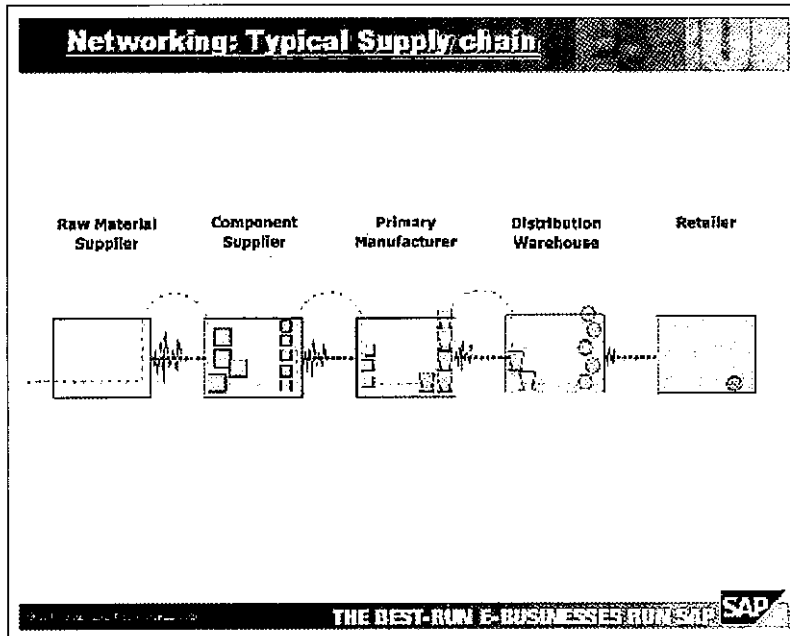 Networking: Typical Supply chain
Raw Material
Supplier
Component
Supplier
Primary
Manufacturer
Distribution
Warehouse
Retailer
THE BEST-RUN E-BUSINESSES RUN SAP
SAP